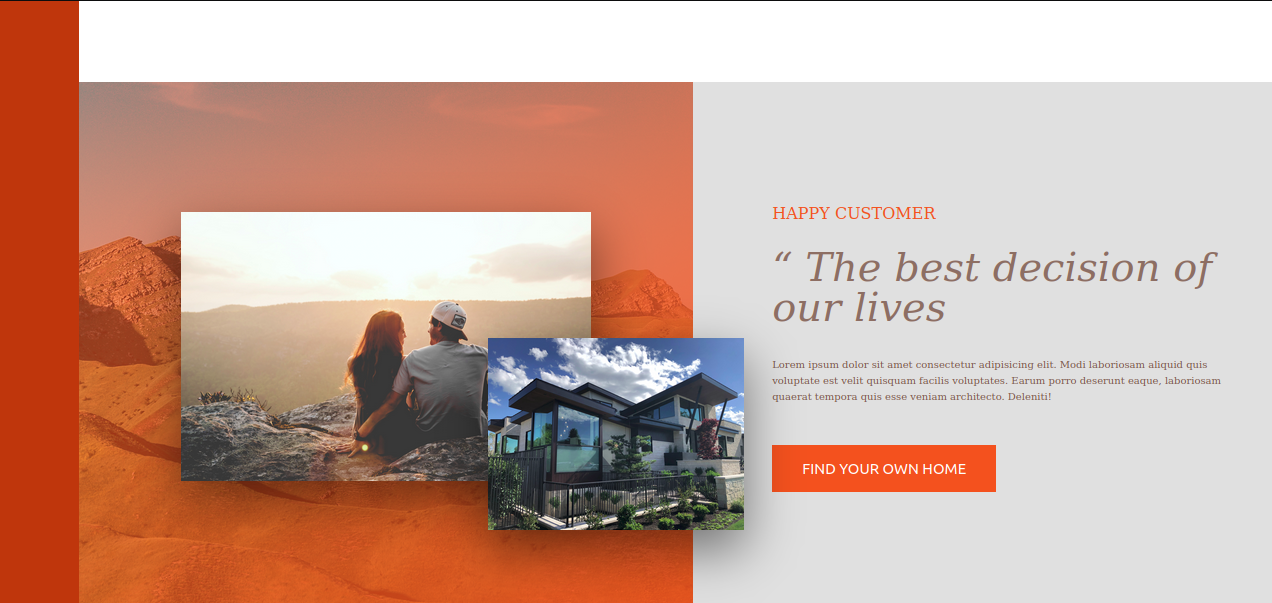 HAPPY CUSTOMER
“ The best decision of
our lives
Lorem ipsum dolor sit amet consectetur adipisicing elit. Modi laboriosam aliquid quis
voluptate est velit quisquam facilis voluptates. Earum porro deserunt eaque, laboriosam
quaerat tempora quis esse veniam architecto. Deleniti!
FIND YOUR OWN HOME